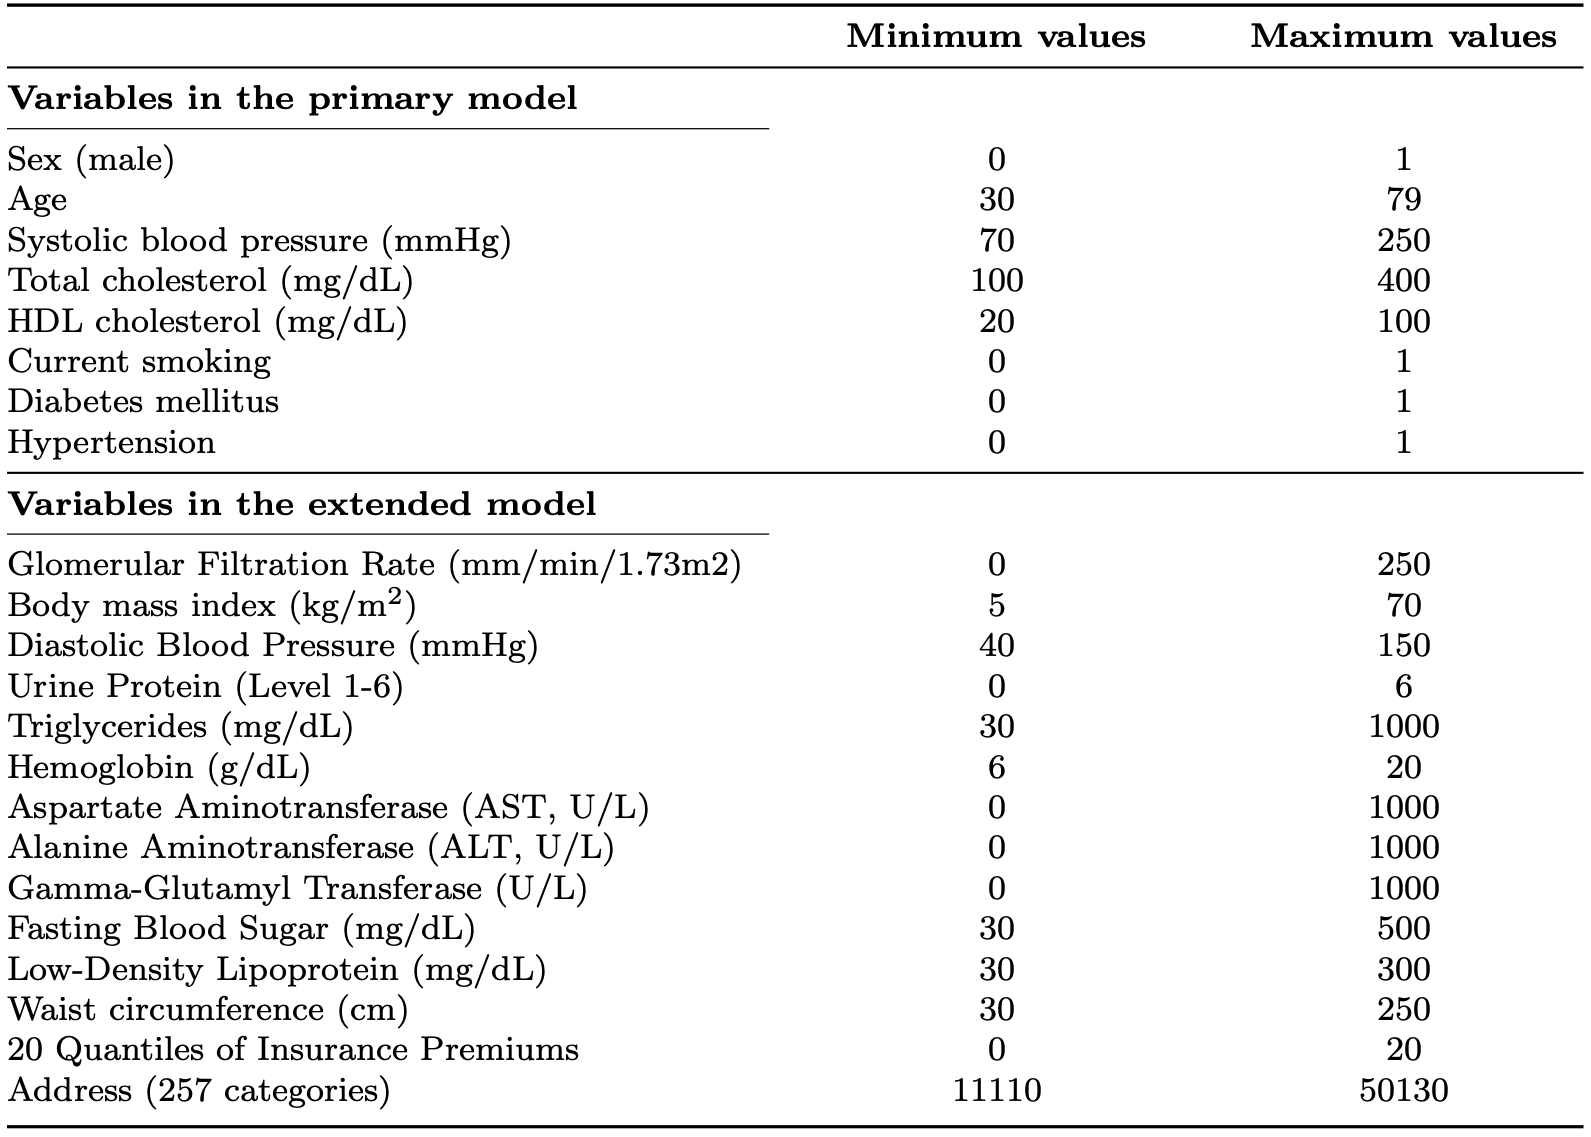 Minimum values Maximum values
Variables in the primary model
Sex (male) 0 1
Age 30 79
Systolic blood pressure (mmHg) 70 250
Total cholesterol (mg/dL) 100 400
HDL cholesterol (mg/dL) 20 100
Current smoking 0 1
Diabetes mellitus 0 1
Hypertension 0 1
Variables in the extended model
Glomerular Filtration Rate (mm/min/1.73m2) 0 250
Body mass index (kg/m²) 5 70
Diastolic Blood Pressure (mmHg) 40 150
Urine Protein (Level 1-6) 0 6
Triglycerides (mg/dL) 30 1000
Hemoglobin (g/dL) 6 20
Aspartate Aminotransferase (AST, U/L) 0 1000
Alanine Aminotransferase (ALT, U/L) 0 1000
Gamma-Glutamyl Transferase (U/L) 0 1000
Fasting Blood Sugar (mg/dL) 30 500
Low-Density Lipoprotein (mg/dL) 30 300
Waist circumference (cm) 30 250
20 Quantiles of Insurance Premiums 0 20
Address (257 categories) 11110 50130